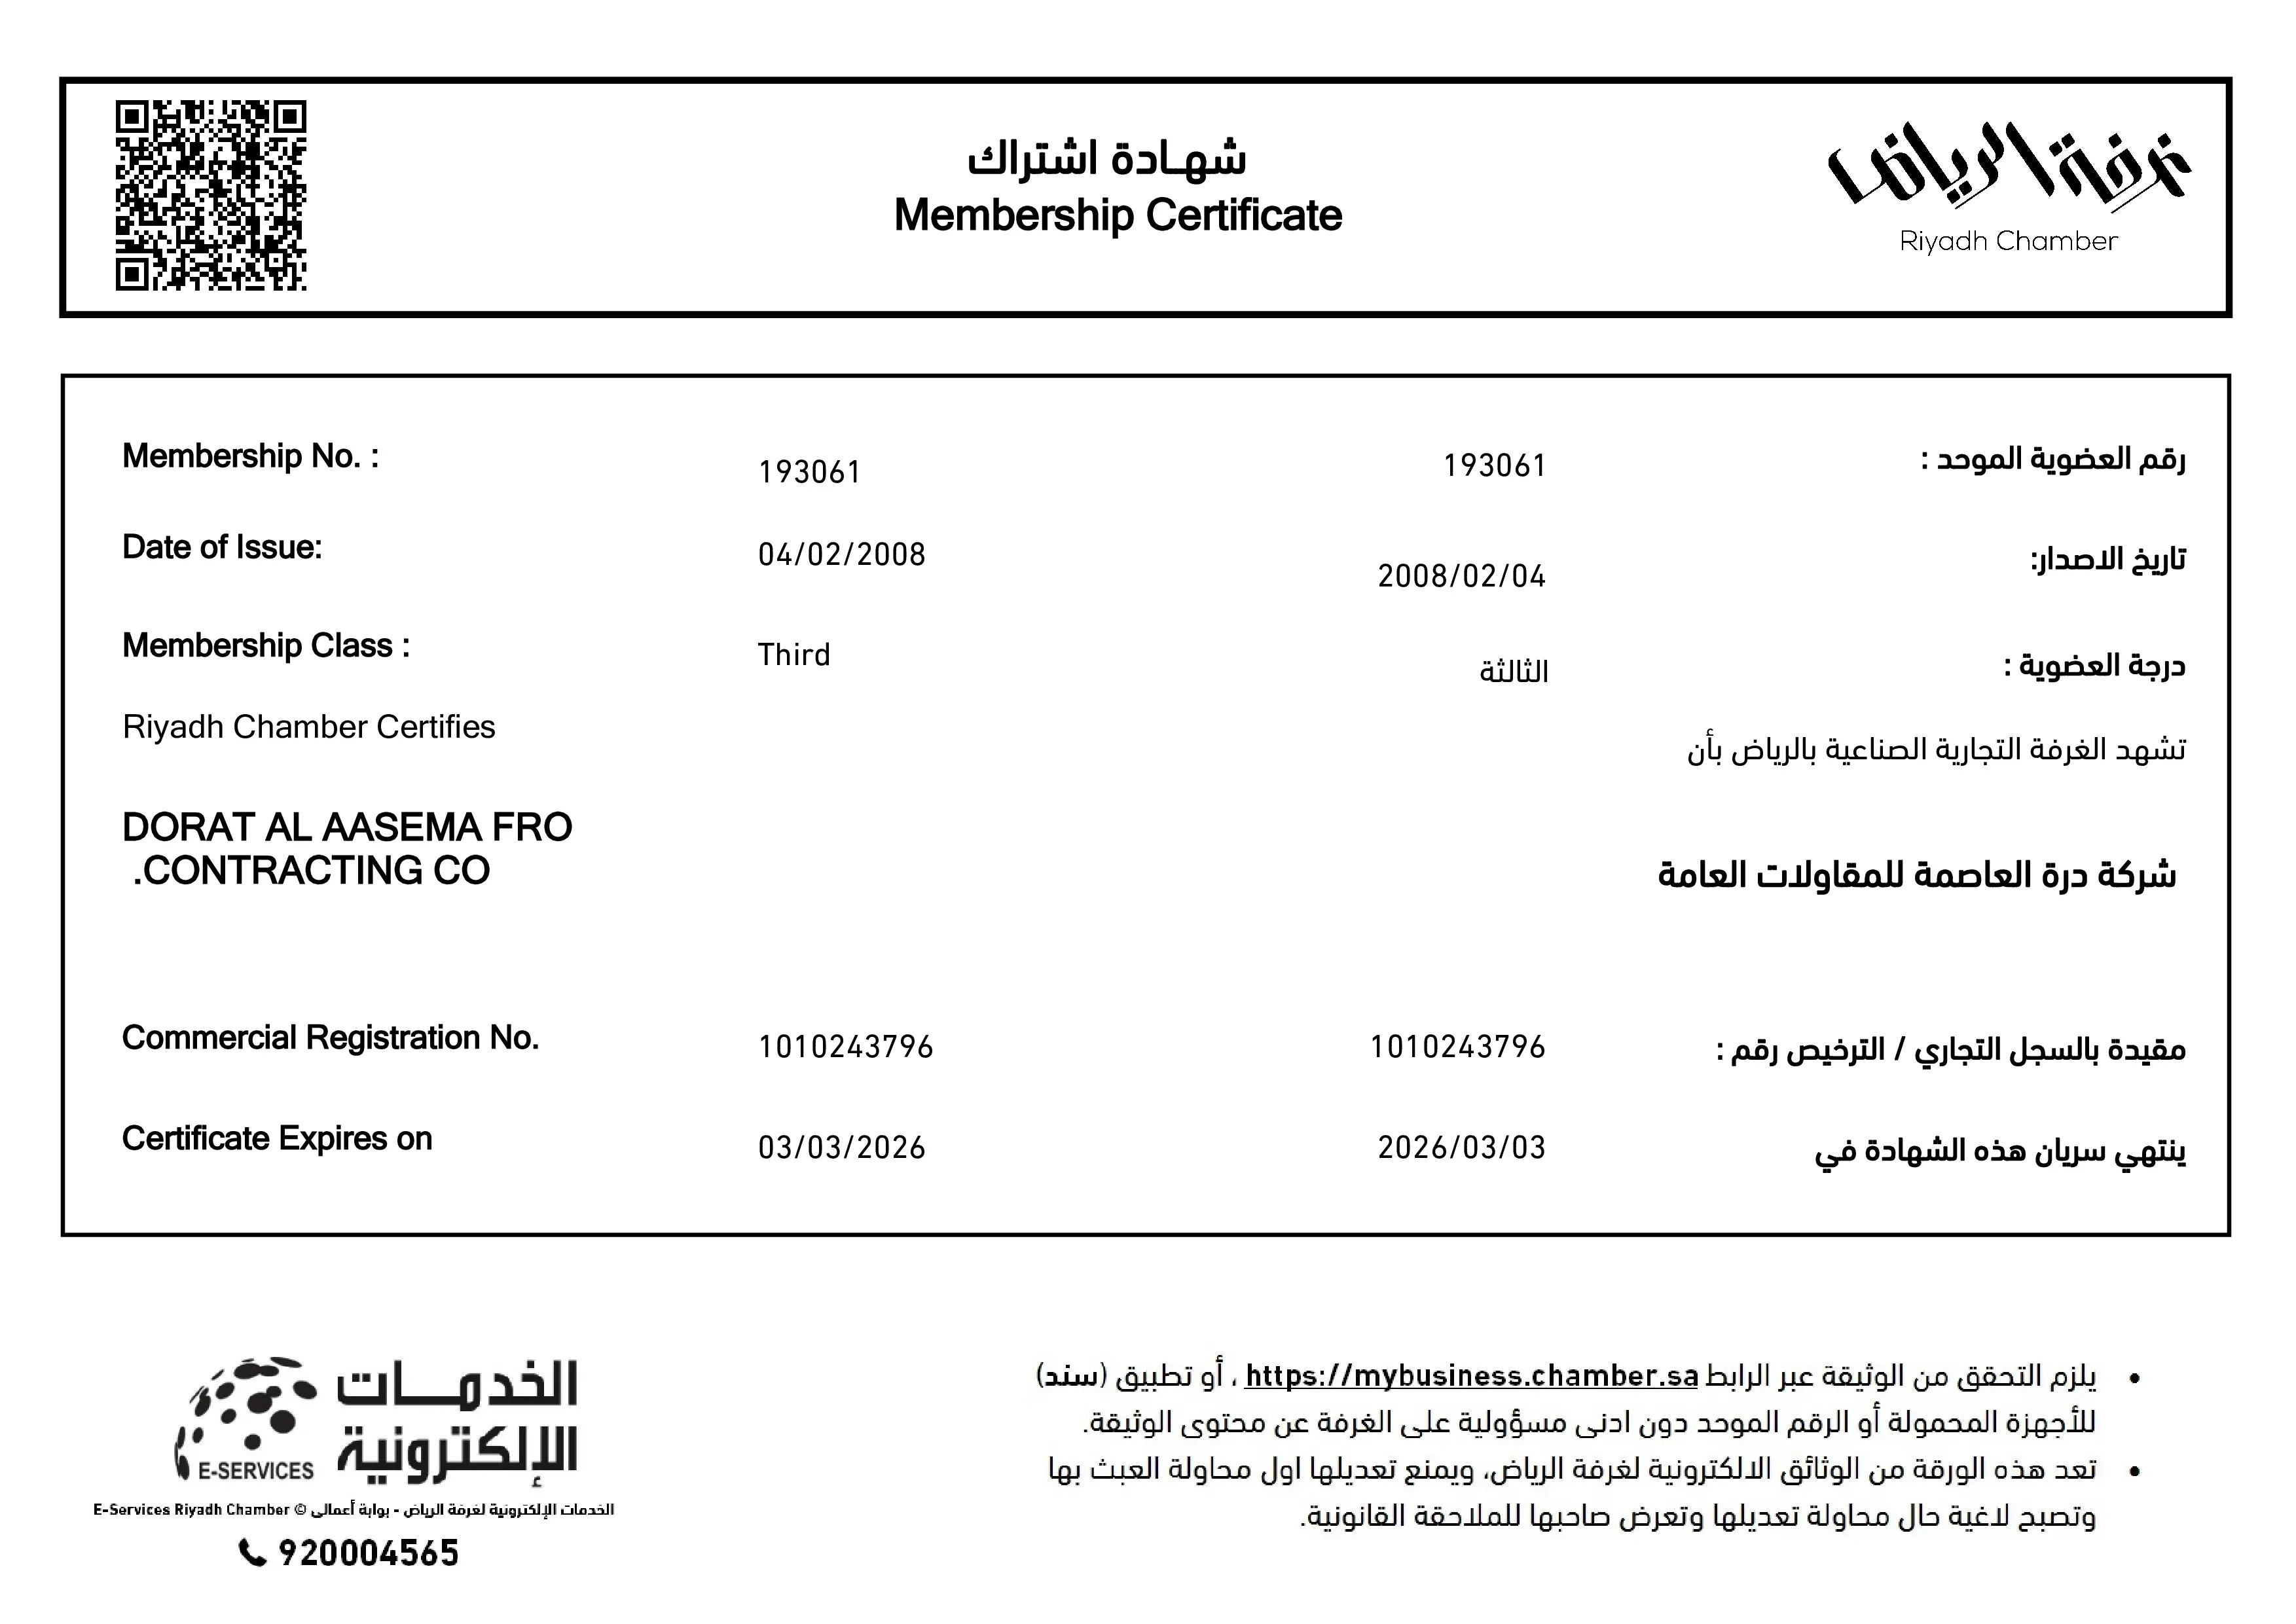 شهـادة اشتراك
Membership Certificate
غرفة الرياض
Riyadh Chamber
Membership No. : 193061 193061 رقم العضوية الموحد :
Date of Issue: 04/02/2008 2008/02/04 تاريخ الاصدار:
Membership Class : Third الثالثة درجة العضوية :
Riyadh Chamber Certifies تشهد الغرفة التجارية الصناعية بالرياض بأن
DORAT AL AASEMA FRO
.CONTRACTING CO شركة درة العاصمة للمقاولات العامة
Commercial Registration No. 1010243796 1010243796 مقيدة بالسجل التجاري / الترخيص رقم :
Certificate Expires on 03/03/2026 2026/03/03 ينتهي سريان هذه الشهادة في
• يلزم التحقق من الوثيقة عبر الرابط https://mybusiness.chamber.sa ، أو تطبيق (سند)
للأجهزة المحمولة أو الرقم الموحد دون ادنى مسؤولية على الغرفة عن محتوى الوثيقة.
• تعد هذه الورقة من الوثائق الالكترونية لغرفة الرياض، ويمنع تعديلها اول محاولة العبث بها
وتصبح لاغية حال محاولة تعديلها وتعرض صاحبها للملاحقة القانونية.
الخدمـــات
الإلكترونية
E-SERVICES
الخدمات الإلكترونية لغرفة الرياض - بوابة أعمالي © E-Services Riyadh Chamber
920004565